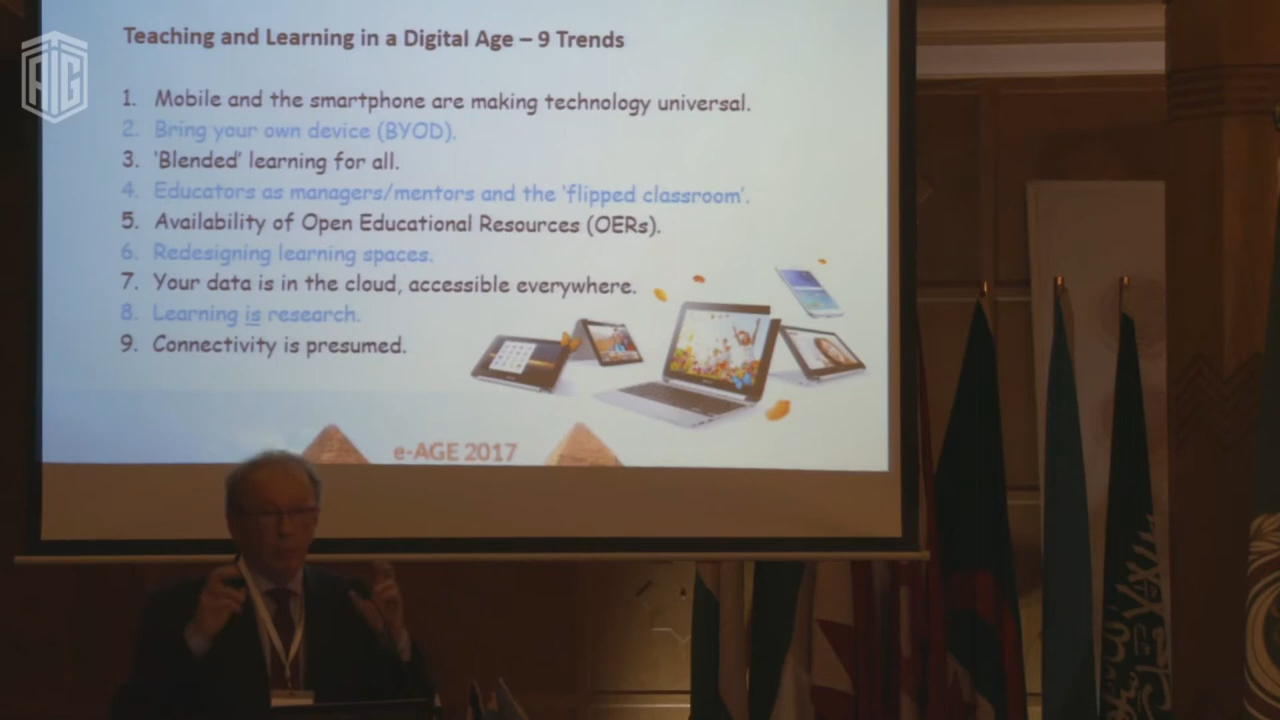 TAG
Teaching and Learning in a Digital Age – 9 Trends
1. Mobile and the smartphone are making technology universal.
2. Bring your own device (BYOD).
3. 'Blended' learning for all.
4. Educators as managers/mentors and the 'flipped classroom'.
5. Availability of Open Educational Resources (OERs).
6. Redesigning learning spaces.
7. Your data is in the cloud, accessible everywhere.
8. Learning is research.
9. Connectivity is presumed.
e-AGE 2017